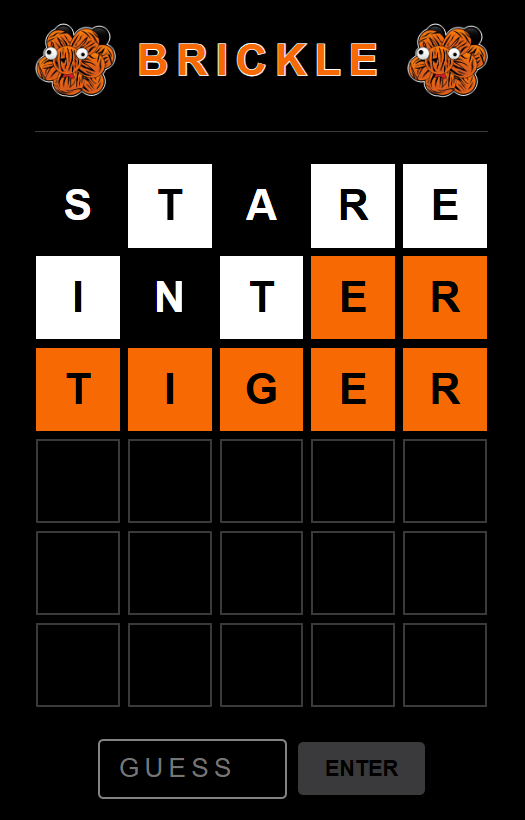 BRICKLE
S T A R E
I N T E R
T I G E R
GUESS ENTER